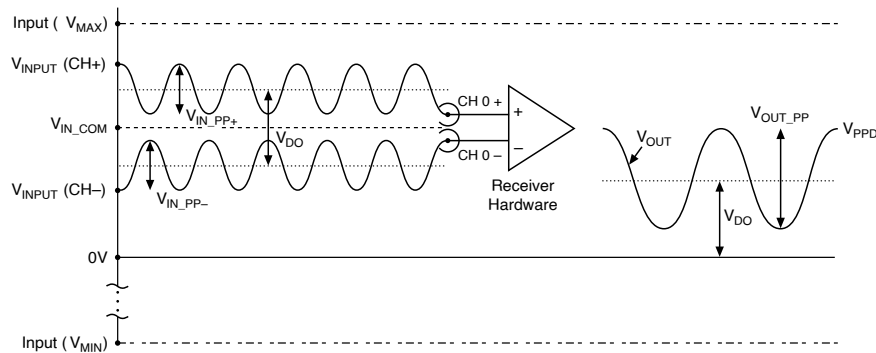 Input ( V_MAX)
V_INPUT (CH+)
V_IN_PP+
V_IN_COM
V_DO
CH 0 +
CH 0 –
+
–
V_INPUT (CH–)
V_IN_PP–
Receiver
Hardware
V_OUT
V_OUT_PP
V_PPD
V_DO
0V
Input ( V_MIN)